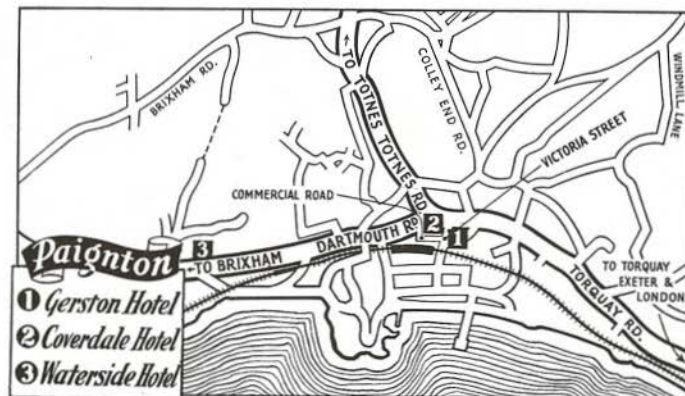 BRIXHAM RD.
TO TOTNES
TOTNES RD.
COLLEY END RD.
WINDMILL LANE
VICTORIA STREET
COMMERCIAL ROAD
2
1
DARTMOUTH RD
3
←TO BRIXHAM
TORQUAY RD.
TO TORQUAY
EXETER &
LONDON
Paignton
1 Gerston Hotel
2 Coverdale Hotel
3 Waterside Hotel